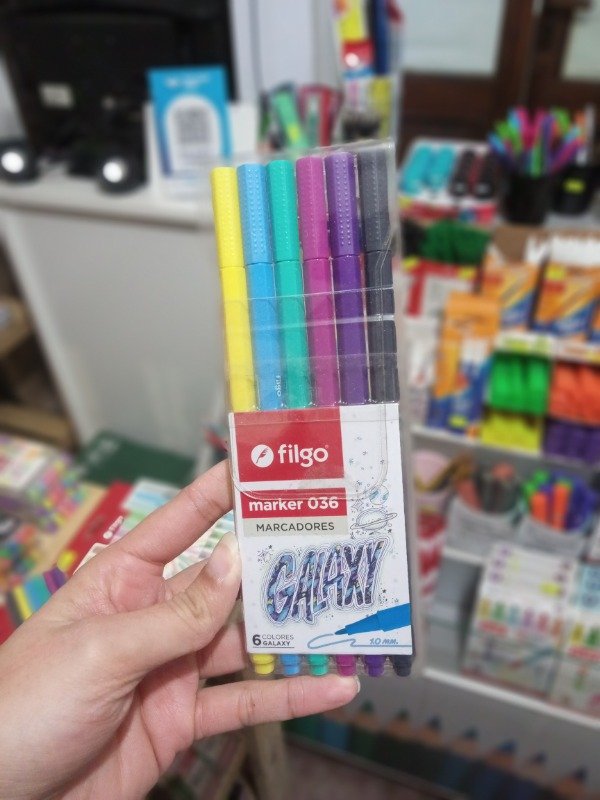 filgo
marker 036
MARCADORES
GALAXY
6 COLORES
GALAXY
1.0 MM.